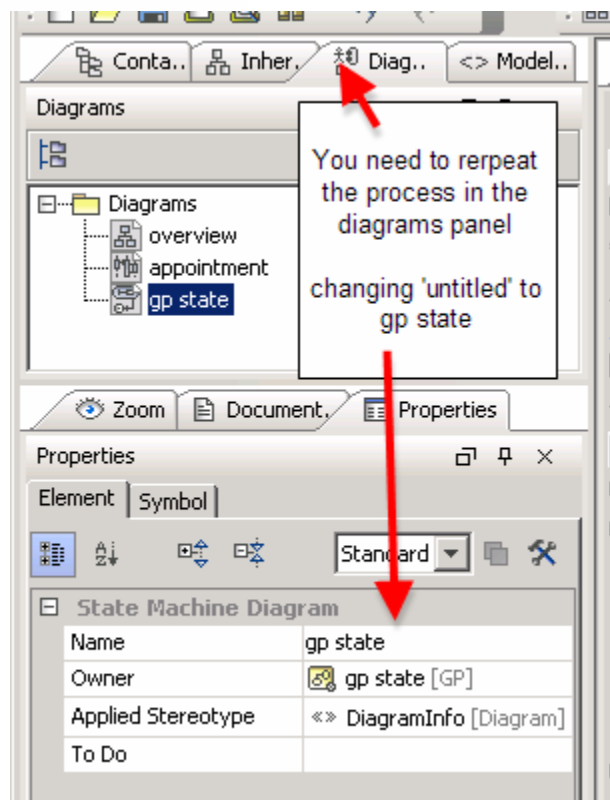 Conta.. Inher. Diag.. <> Model..
Diagrams
You need to rerpeat
the process in the
diagrams panel
changing 'untitled' to
gp state
Diagrams
overview
appointment
gp state
Zoom Document. Properties
Properties
Element Symbol
Standard
State Machine Diagram
Name gp state
Owner gp state [GP]
Applied Stereotype «» DiagramInfo [Diagram]
To Do